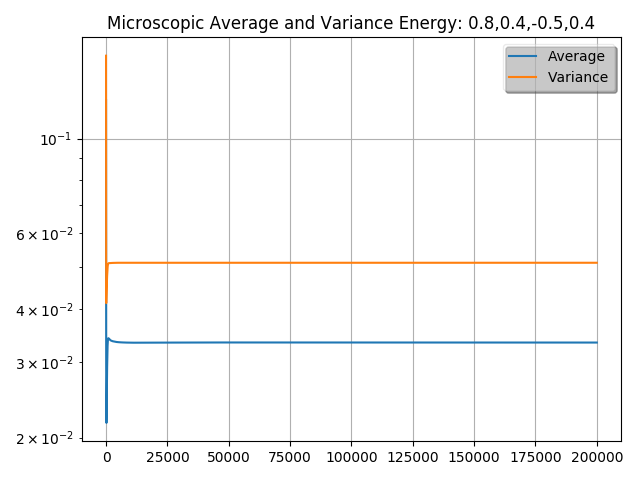 Microscopic Average and Variance Energy: 0.8,0.4,-0.5,0.4
Average
Variance
10⁻¹
6 × 10⁻²
4 × 10⁻²
3 × 10⁻²
2 × 10⁻²
0 25000 50000 75000 100000 125000 150000 175000 200000